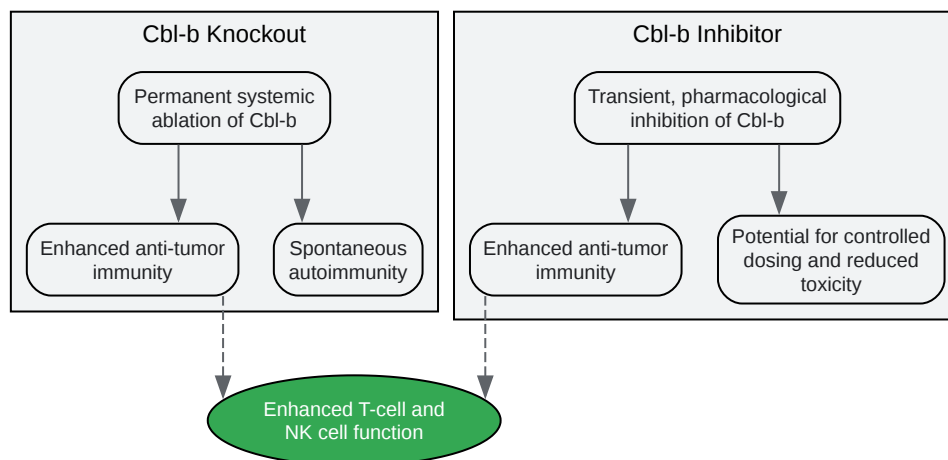 Cbl-b Knockout
Permanent systemic
ablation of Cbl-b
Enhanced anti-tumor
immunity
Spontaneous
autoimmunity
Cbl-b Inhibitor
Transient, pharmacological
inhibition of Cbl-b
Enhanced anti-tumor
immunity
Potential for controlled
dosing and reduced
toxicity
Enhanced T-cell and
NK cell function